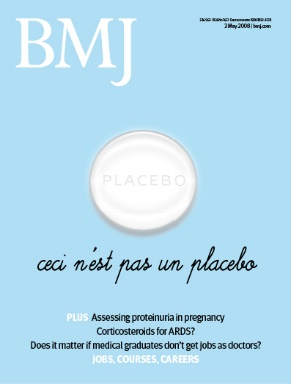 BMJ
3 May 2008 | bmj.com
PLACEBO
ceci n'est pas un placebo
PLUS Assessing proteinuria in pregnancy
Corticosteroids for ARDS?
Does it matter if medical graduates don't get jobs as doctors?
JOBS, COURSES, CAREERS